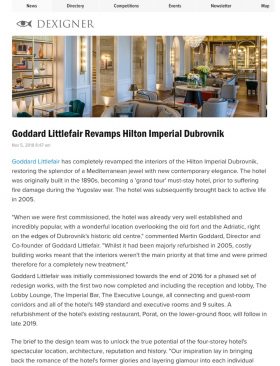 News Directory Competitions Events Newsletter Map
DEXIGNER
Goddard Littlefair Revamps Hilton Imperial Dubrovnik
Goddard Littlefair has completely revamped the interiors of the Hilton Imperial Dubrovnik,
restoring the splendor of a Mediterranean jewel with new contemporary elegance. The hotel
was originally built in the 1890s, becoming a 'grand tour' must-stay hotel, prior to suffering
fire damage during the Yugoslav war. The hotel was subsequently brought back to active life
in 2005.
"When we were first commissioned, the hotel was already very well established and
incredibly popular, with a wonderful location overlooking the old fort and the Adriatic, right
on the edges of Dubrovnik's historic old centre," commented Martin Goddard, Director and
Co-founder of Goddard Littlefair. "Whilst it had been majorly refurbished in 2005, costly
building works meant that the interiors weren't the main priority at that time and were primed
therefore for a completely new treatment."
Goddard Littlefair was initially commissioned towards the end of 2016 for a phased set of
redesign works, with the first two now completed and including the reception and lobby, The
Lobby Lounge, The Imperial Bar, The Executive Lounge, all connecting and guest-room
corridors and all of the hotel's 149 standard and executive rooms and 9 suites. A
refurbishment of the hotel's existing restaurant, Porat, on the lower-ground floor, will follow in
late 2019.
The brief to the design team was to unlock the true potential of the four-storey hotel's
spectacular location, architecture, reputation and history. "Our inspiration lay in bringing
back the romance of the hotel's former glories and layering glamour into each individual